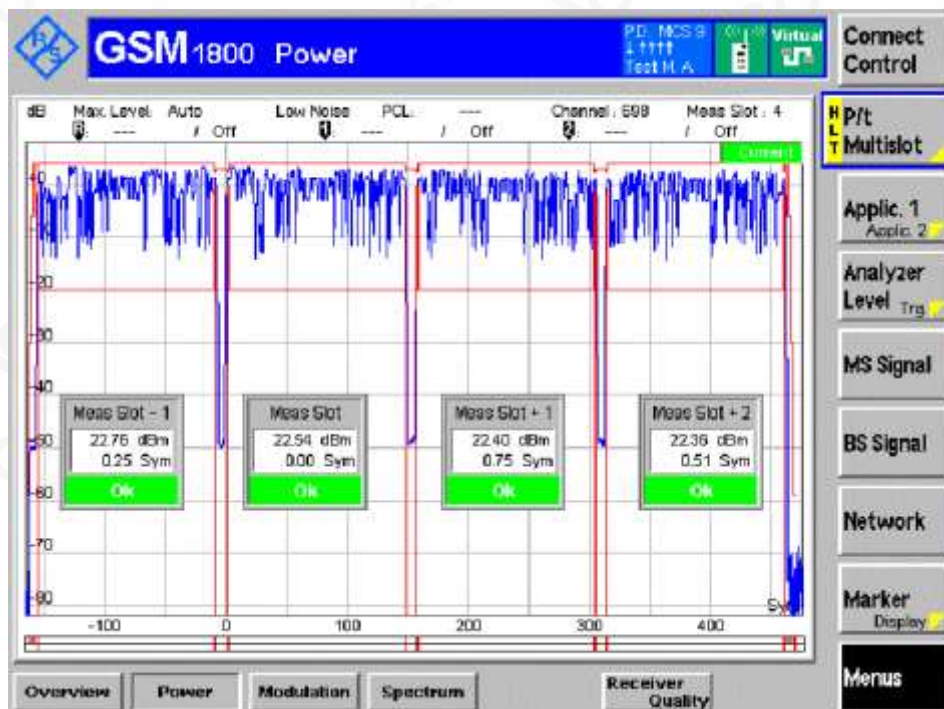 R&S
GSM 1800 Power
P.D. MCS 9
↓ ↑↑↑↑
Test M. A
Virtual
Connect
Control
dB Max. Level: Auto Low Noise PCL: --- Channel: 698 Meas Slot: 4
R: --- / Off 1 --- / Off 2 --- / Off
Current
HLT
P/t
Multislot
Applic. 1
Applic. 2
Analyzer
Level Trg
MS Signal
BS Signal
Network
Marker
Display
Menus
-20
-30
-40
-50
-60
-70
-80
Meas Slot - 1
22.76 dBm
0.25 Sym
Ok
Meas Slot
22.54 dBm
0.00 Sym
Ok
Meas Slot + 1
22.40 dBm
0.75 Sym
Ok
Meas Slot + 2
22.36 dBm
0.51 Sym
Ok
-100 0 100 200 300 400
Overview Power Modulation Spectrum Receiver
Quality